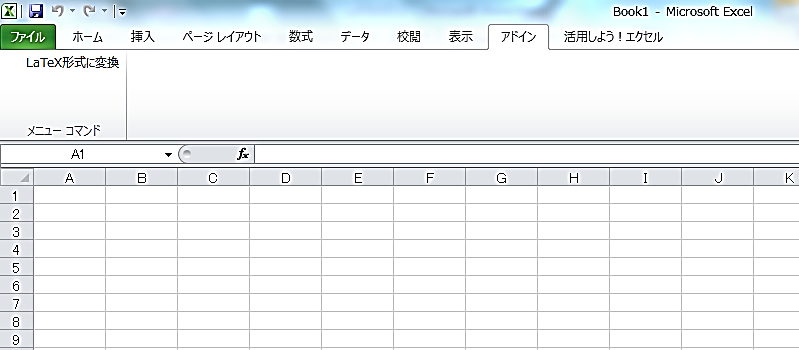 Book1 - Microsoft Excel
ファイル ホーム 挿入 ページ レイアウト 数式 データ 校閲 表示 アドイン 活用しよう！エクセル
LaTeX形式に変換
メニュー コマンド
A1 fx
A B C D E F G H I J K
1
2
3
4
5
6
7
8
9